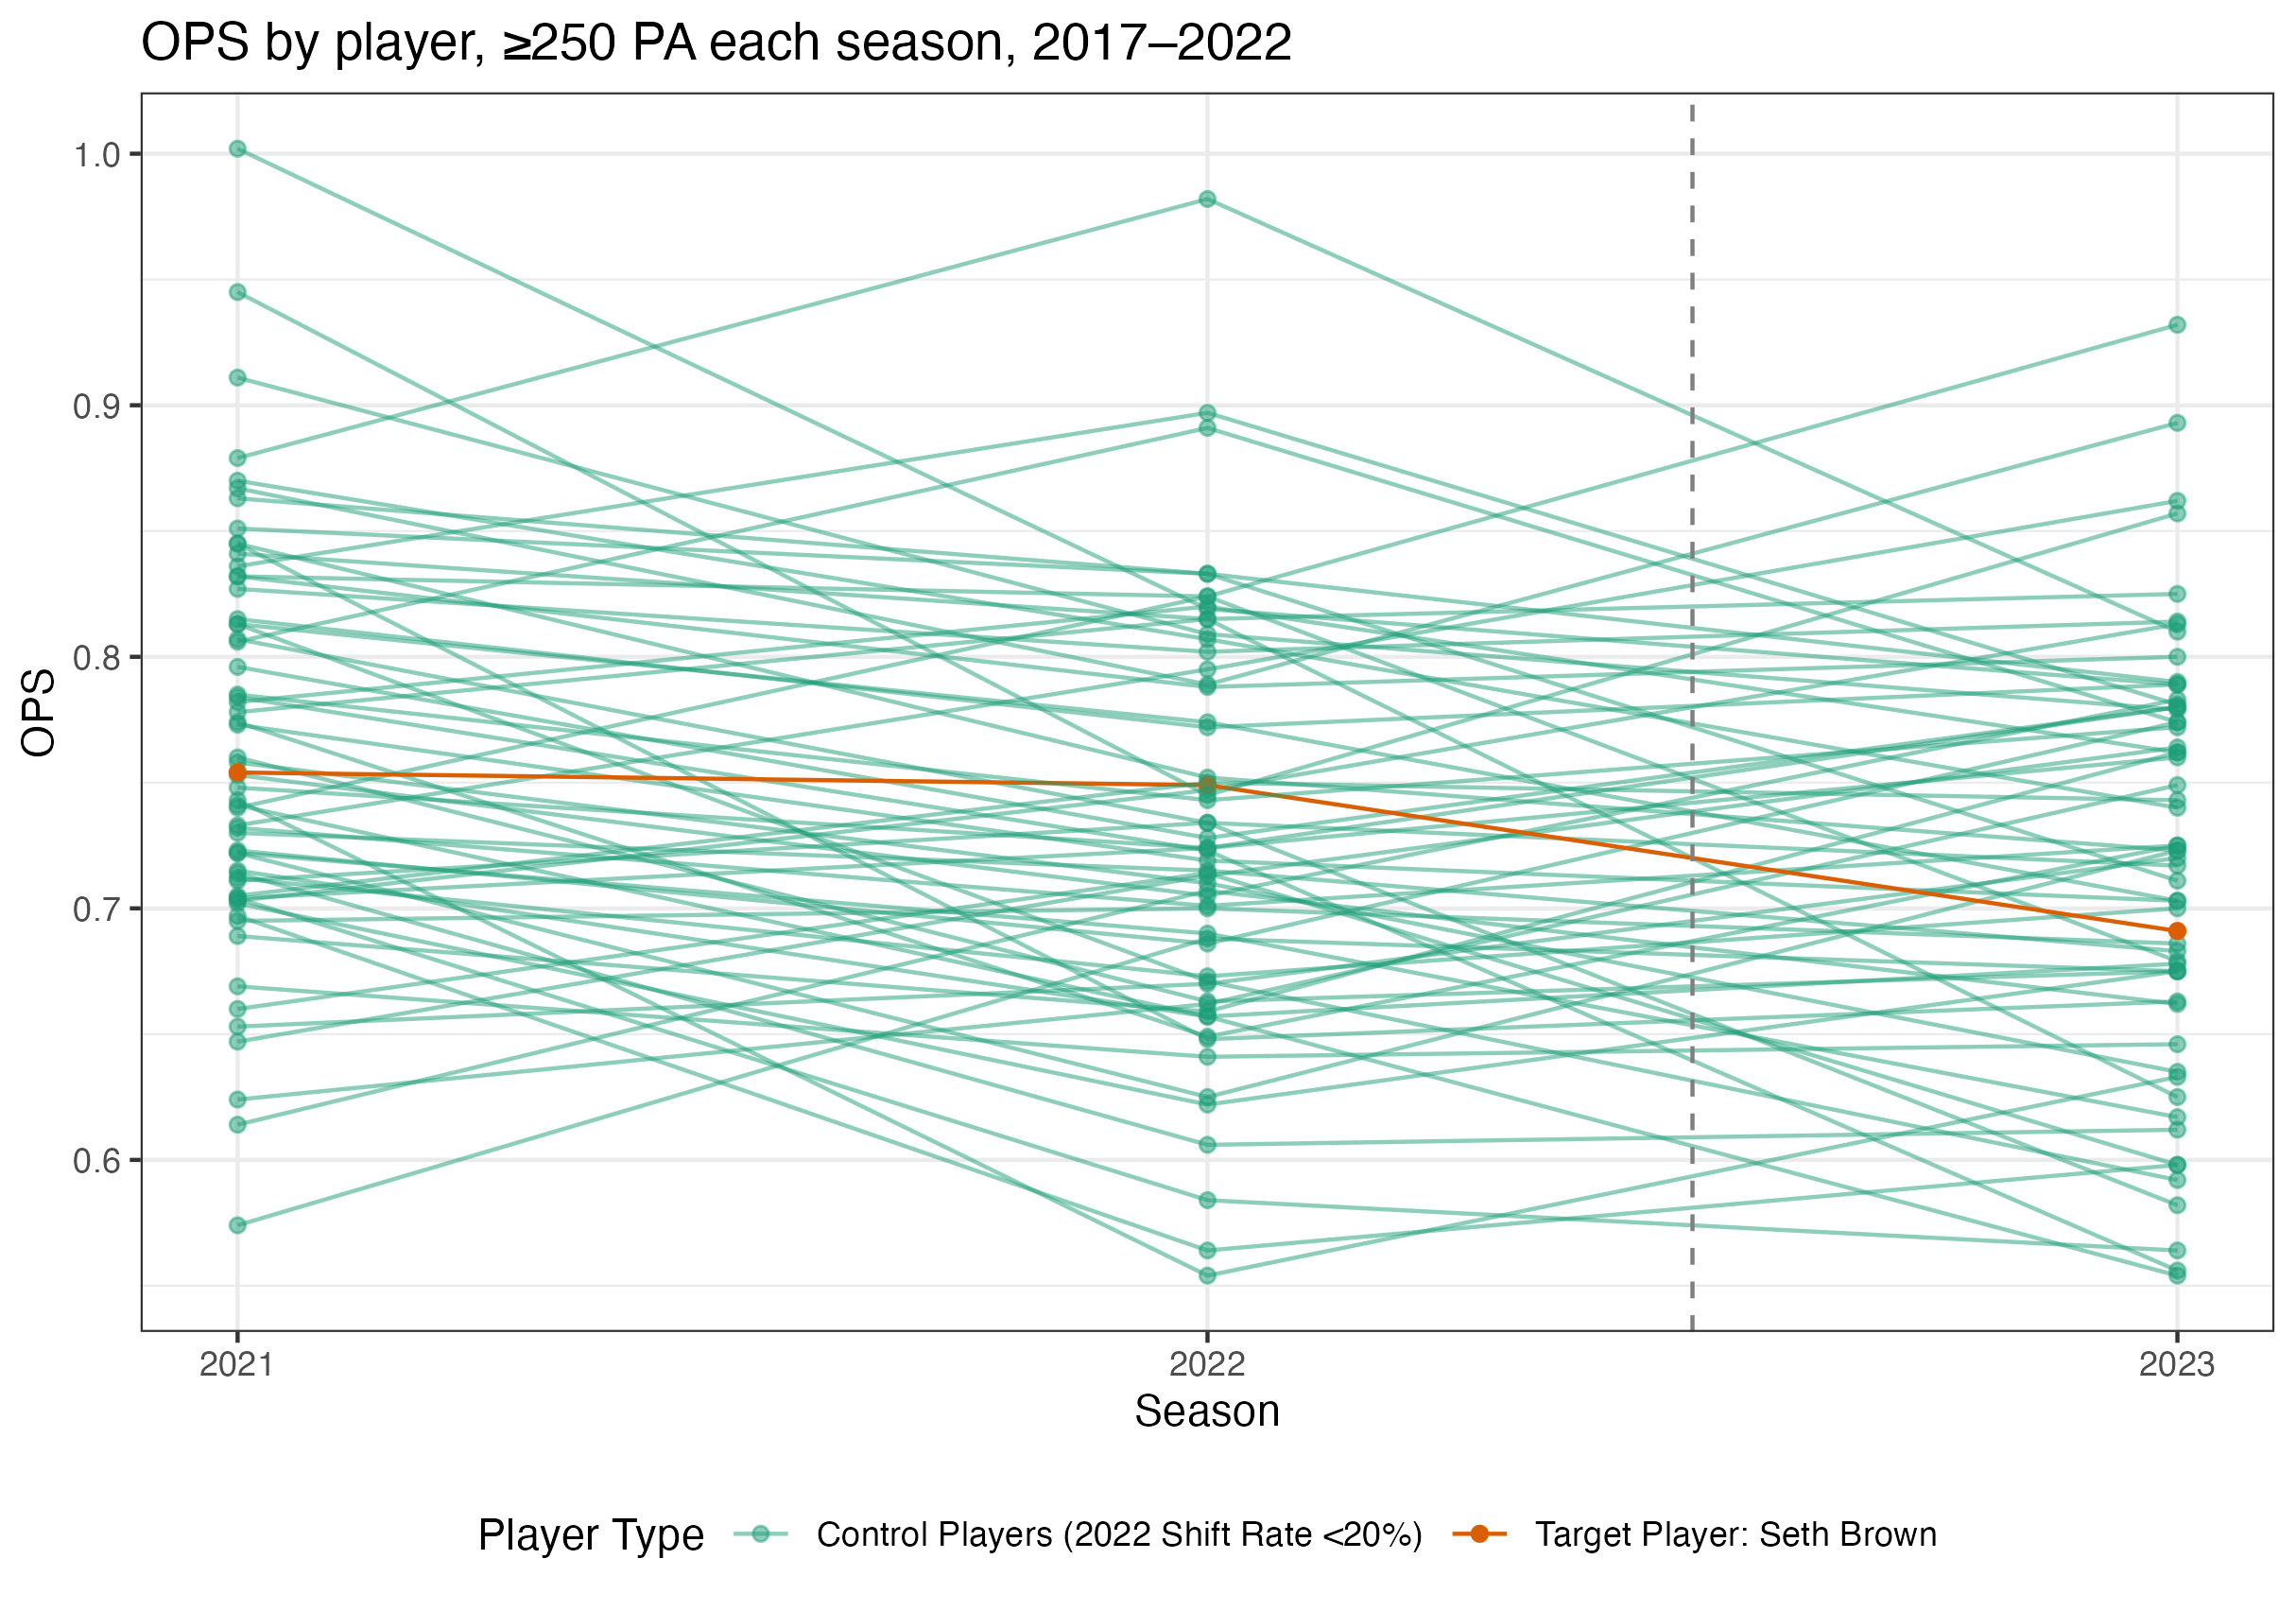 OPS by player, ≥250 PA each season, 2017–2022
OPS
1.0
0.9
0.8
0.7
0.6
2021 2022 2023
Season
Player Type Control Players (2022 Shift Rate <20%) Target Player: Seth Brown